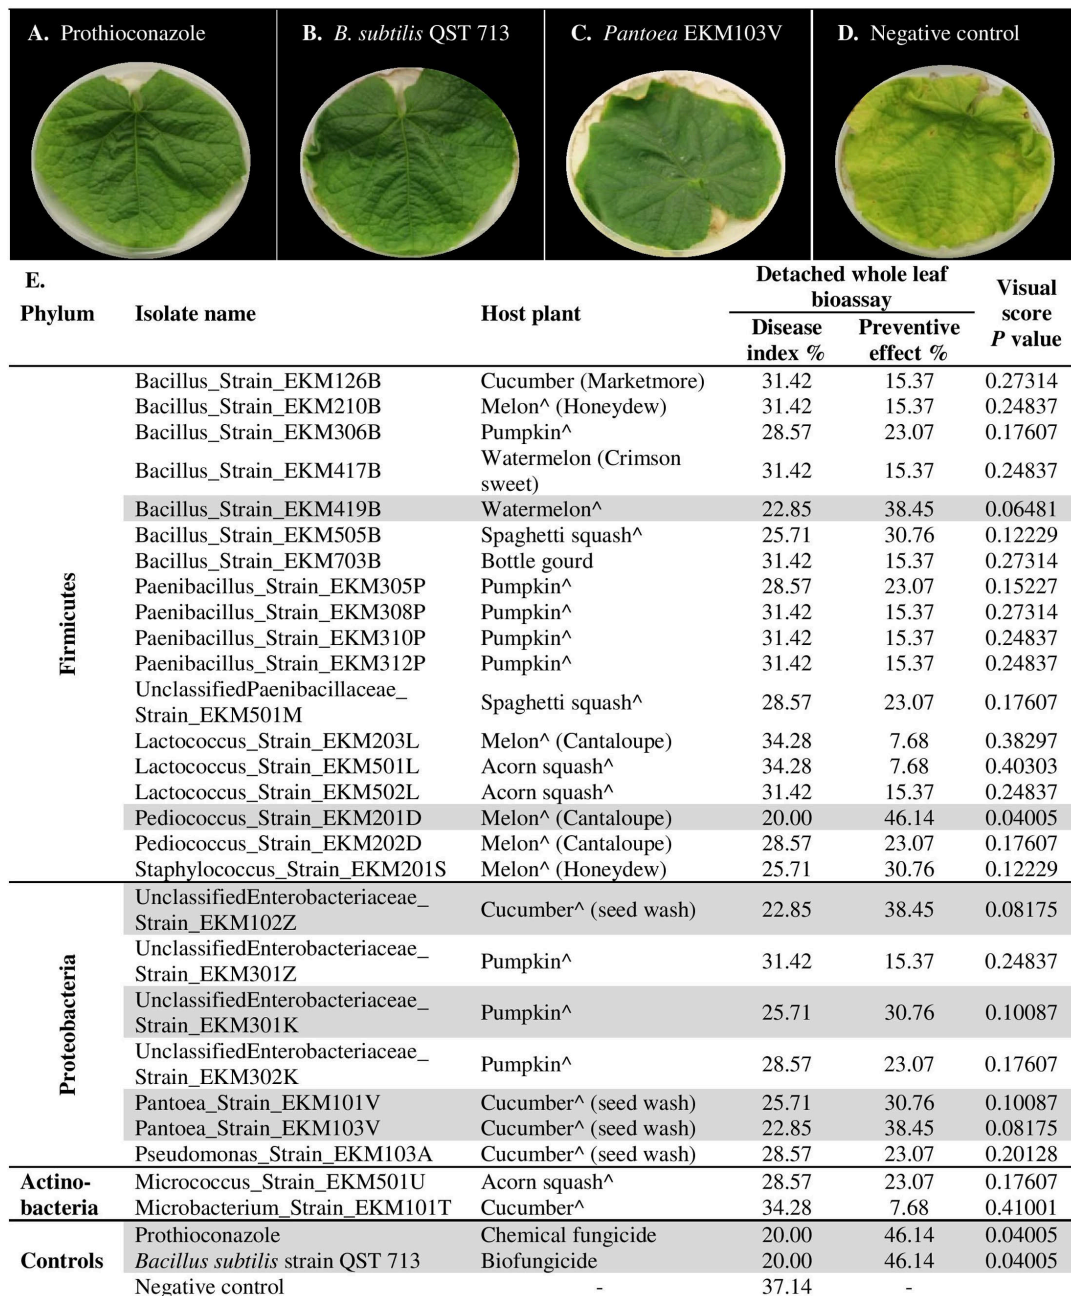 A. Prothioconazole
B. B. subtilis QST 713
C. Pantoea EKM103V
D. Negative control
E.
Phylum Isolate name Host plant Detached whole leaf bioassay Visual score P value
Disease index % Preventive effect %
Firmicutes
Bacillus_Strain_EKM126B Cucumber (Marketmore) 31.42 15.37 0.27314
Bacillus_Strain_EKM210B Melon^ (Honeydew) 31.42 15.37 0.24837
Bacillus_Strain_EKM306B Pumpkin^ 28.57 23.07 0.17607
Bacillus_Strain_EKM417B Watermelon (Crimson sweet) 31.42 15.37 0.24837
Bacillus_Strain_EKM419B Watermelon^ 22.85 38.45 0.06481
Bacillus_Strain_EKM505B Spaghetti squash^ 25.71 30.76 0.12229
Bacillus_Strain_EKM703B Bottle gourd 31.42 15.37 0.27314
Paenibacillus_Strain_EKM305P Pumpkin^ 28.57 23.07 0.15227
Paenibacillus_Strain_EKM308P Pumpkin^ 31.42 15.37 0.27314
Paenibacillus_Strain_EKM310P Pumpkin^ 31.42 15.37 0.24837
Paenibacillus_Strain_EKM312P Pumpkin^ 31.42 15.37 0.24837
UnclassifiedPaenibacillaceae_
Strain_EKM501M Spaghetti squash^ 28.57 23.07 0.17607
Lactococcus_Strain_EKM203L Melon^ (Cantaloupe) 34.28 7.68 0.38297
Lactococcus_Strain_EKM501L Acorn squash^ 34.28 7.68 0.40303
Lactococcus_Strain_EKM502L Acorn squash^ 31.42 15.37 0.24837
Pediococcus_Strain_EKM201D Melon^ (Cantaloupe) 20.00 46.14 0.04005
Pediococcus_Strain_EKM202D Melon^ (Cantaloupe) 28.57 23.07 0.17607
Staphylococcus_Strain_EKM201S Melon^ (Honeydew) 25.71 30.76 0.12229
Proteobacteria
UnclassifiedEnterobacteriaceae_
Strain_EKM102Z Cucumber^ (seed wash) 22.85 38.45 0.08175
UnclassifiedEnterobacteriaceae_
Strain_EKM301Z Pumpkin^ 31.42 15.37 0.24837
UnclassifiedEnterobacteriaceae_
Strain_EKM301K Pumpkin^ 25.71 30.76 0.10087
UnclassifiedEnterobacteriaceae_
Strain_EKM302K Pumpkin^ 28.57 23.07 0.17607
Pantoea_Strain_EKM101V Cucumber^ (seed wash) 25.71 30.76 0.10087
Pantoea_Strain_EKM103V Cucumber^ (seed wash) 22.85 38.45 0.08175
Pseudomonas_Strain_EKM103A Cucumber^ (seed wash) 28.57 23.07 0.20128
Actino-
bacteria
Micrococcus_Strain_EKM501U Acorn squash^ 28.57 23.07 0.17607
Microbacterium_Strain_EKM101T Cucumber^ 34.28 7.68 0.41001
Controls
Prothioconazole Chemical fungicide 20.00 46.14 0.04005
Bacillus subtilis strain QST 713 Biofungicide 20.00 46.14 0.04005
Negative control - 37.14 -